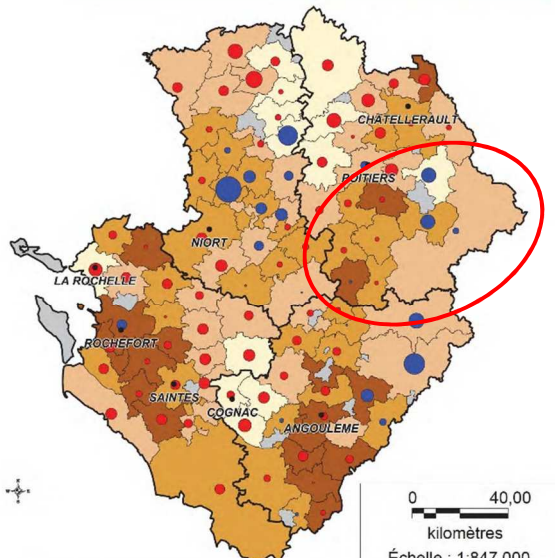 CHATELLERAULT
POITIERS
NIORT
LA ROCHELLE
ROCHEFORT
SAINTES
COGNAC
ANGOULEME
0 40,00
kilomètres
Échelle : 1:847 000